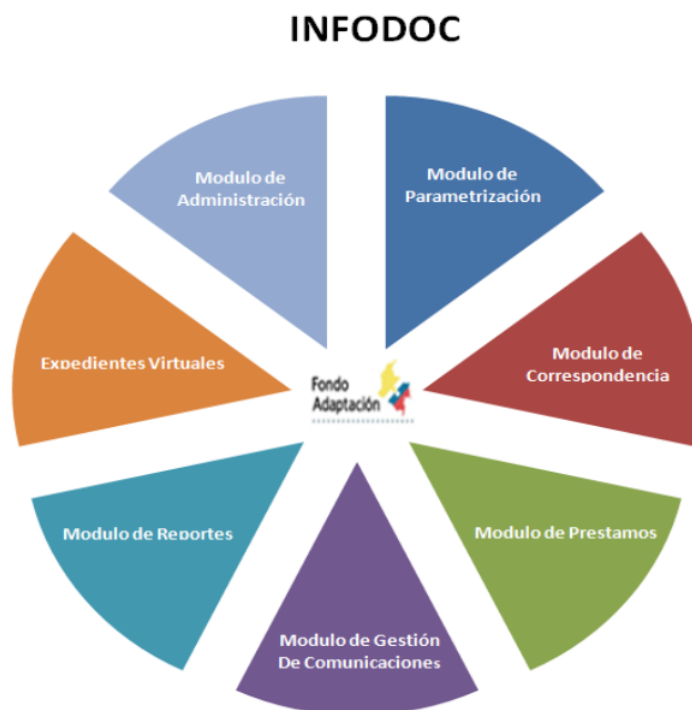 INFODOC
Modulo de
Administración
Modulo de
Parametrización
Expedientes Virtuales
Modulo de
Correspondencia
Fondo
Adaptación
Modulo de Reportes
Modulo de Prestamos
Modulo de Gestión
De Comunicaciones